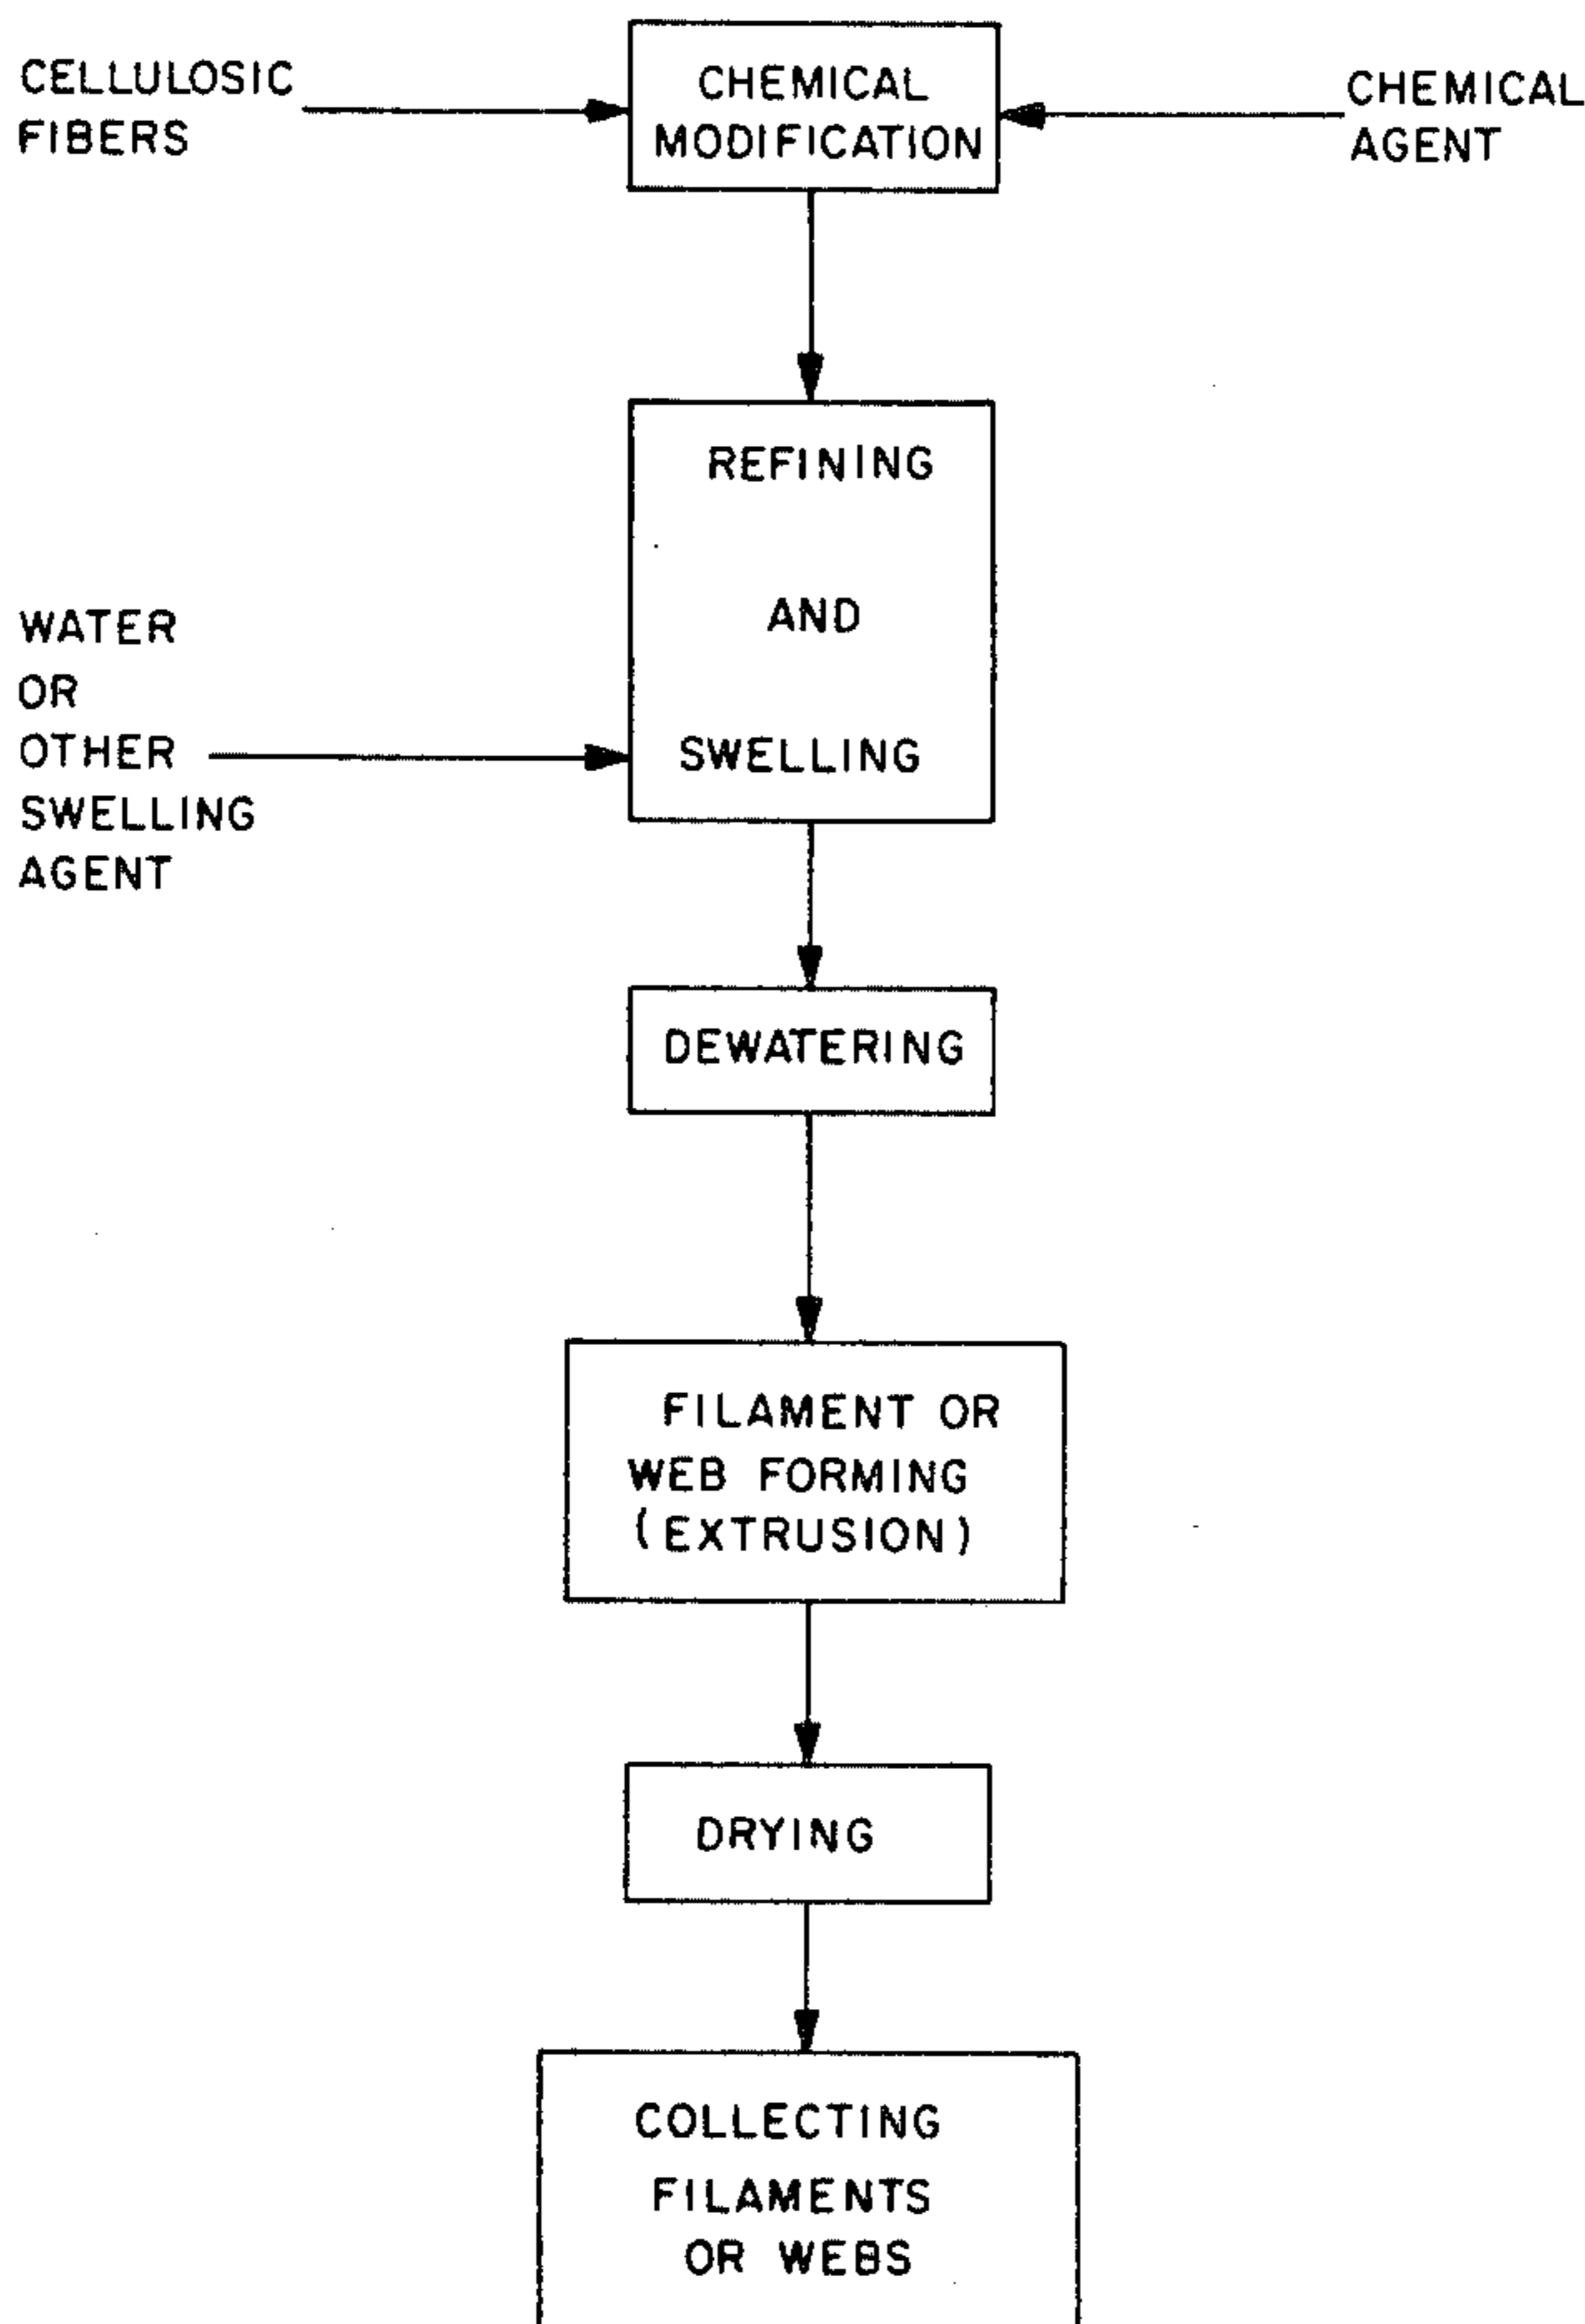 CELLULOSIC
FIBERS
CHEMICAL
MODIFICATION
CHEMICAL
AGENT
REFINING
AND
SWELLING
WATER
OR
OTHER
SWELLING
AGENT
DEWATERING
FILAMENT OR
WEB FORMING
(EXTRUSION)
DRYING
COLLECTING
FILAMENTS
OR WEBS